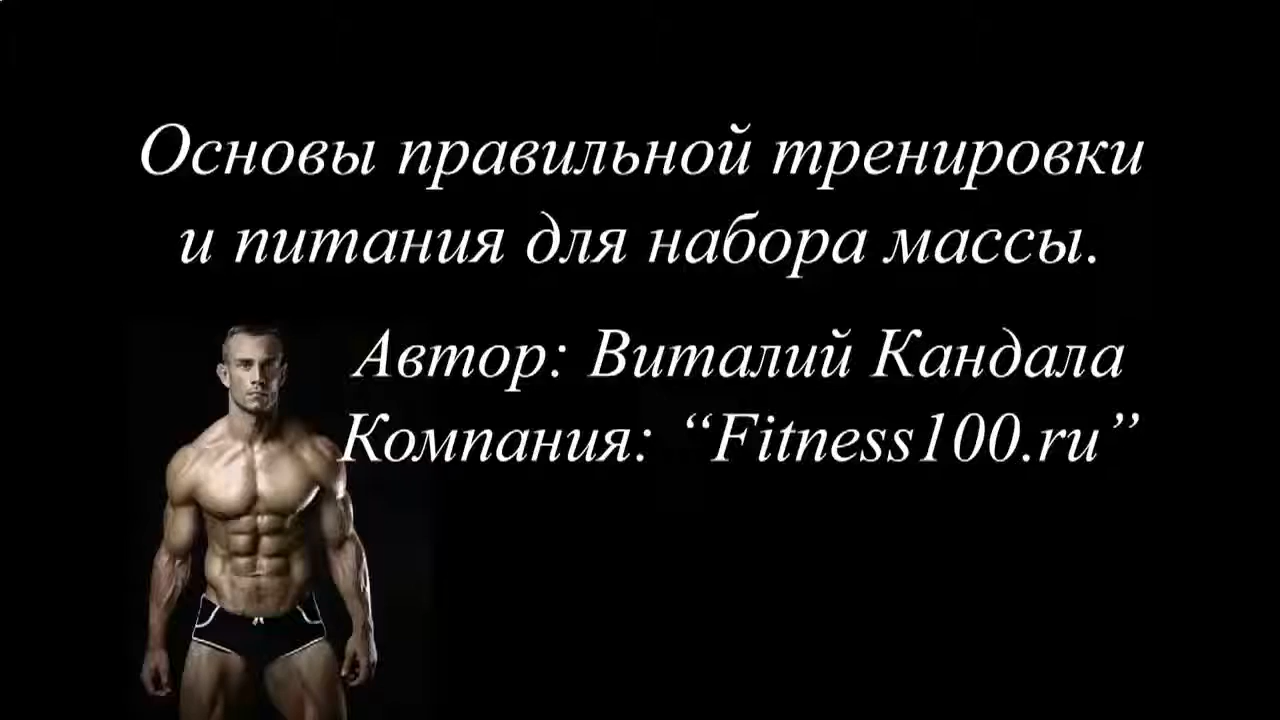 Основы правильной тренировки
и питания для набора массы.
Автор: Виталий Кандала
Компания: “Fitness100.ru”